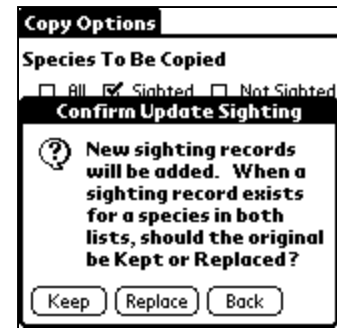 Copy Options
Species To Be Copied
All Sighted Not Sighted
Confirm Update Sighting
New sighting records
will be added. When a
sighting record exists
for a species in both
lists, should the original
be Kept or Replaced?
Keep Replace Back